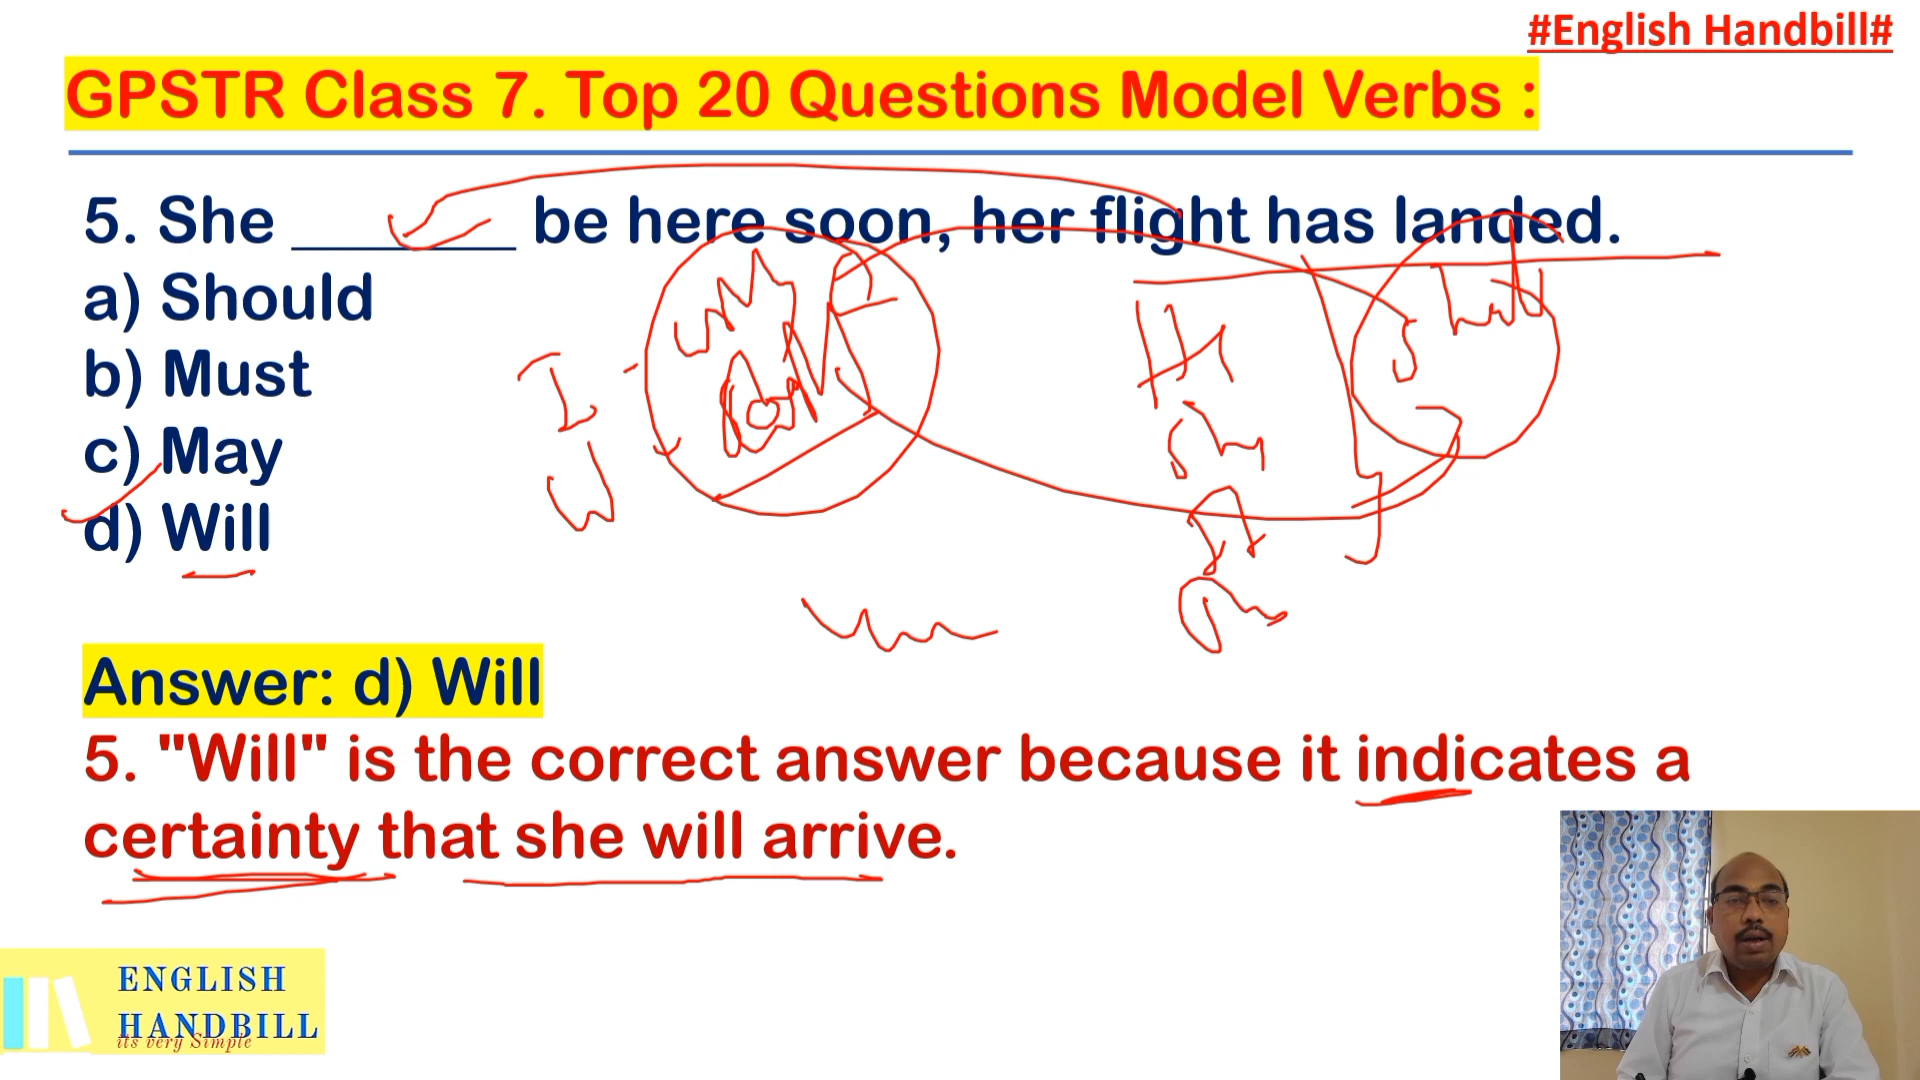 #English Handbill#
GPSTR Class 7. Top 20 Questions Model Verbs :
5. She _______ be here soon, her flight has landed.
a) Should
b) Must
c) May
d) Will
Answer: d) Will
5. "Will" is the correct answer because it indicates a
certainty that she will arrive.
ENGLISH
HANDBILL
its very Simple